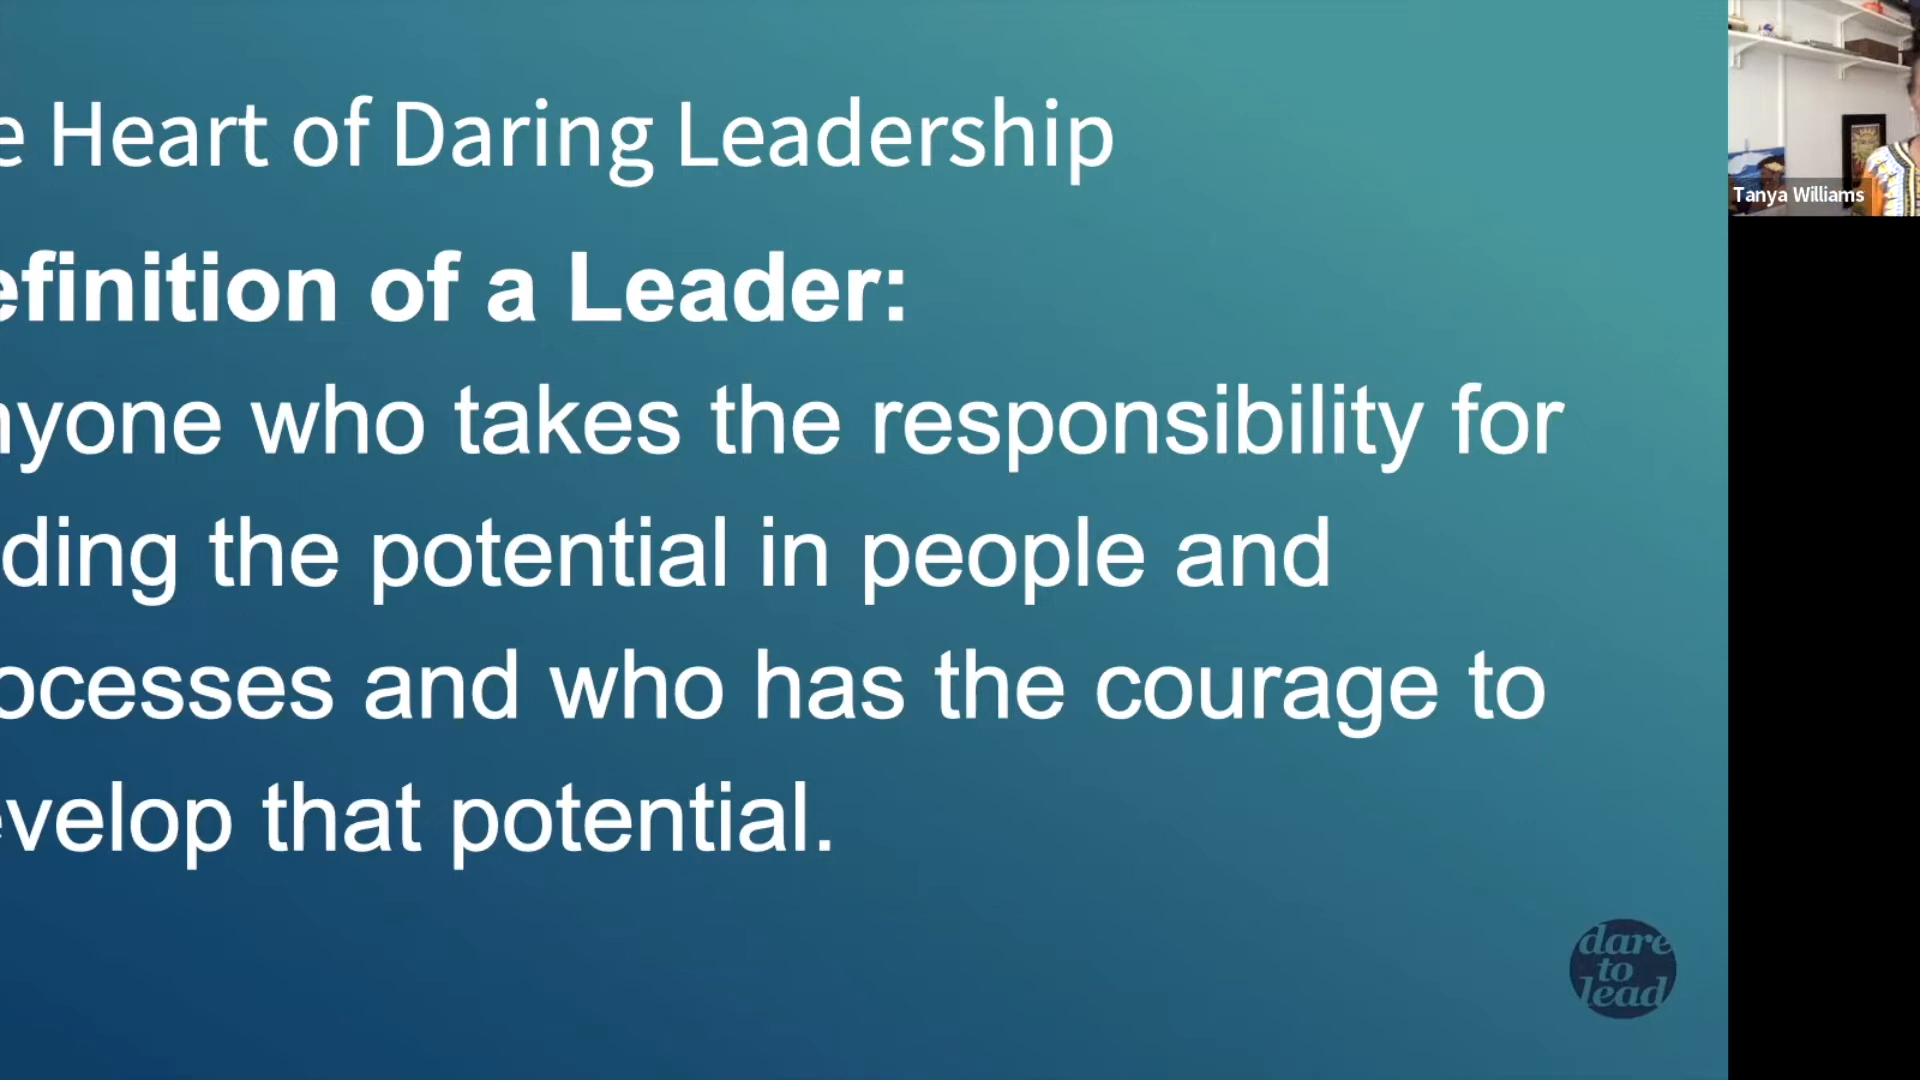 e Heart of Daring Leadership
efinition of a Leader:
nyone who takes the responsibility for
ding the potential in people and
ocesses and who has the courage to
evelop that potential.
dare
to
lead
Tanya Williams